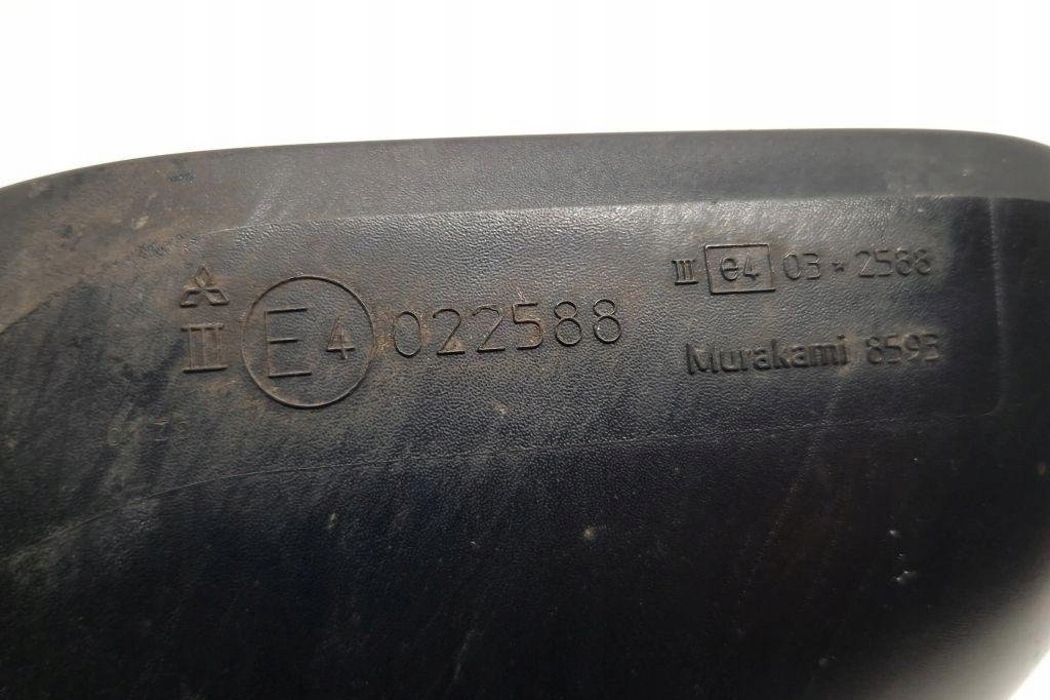 III E4 022588
III e4 03 * 2588
Murakami 8593